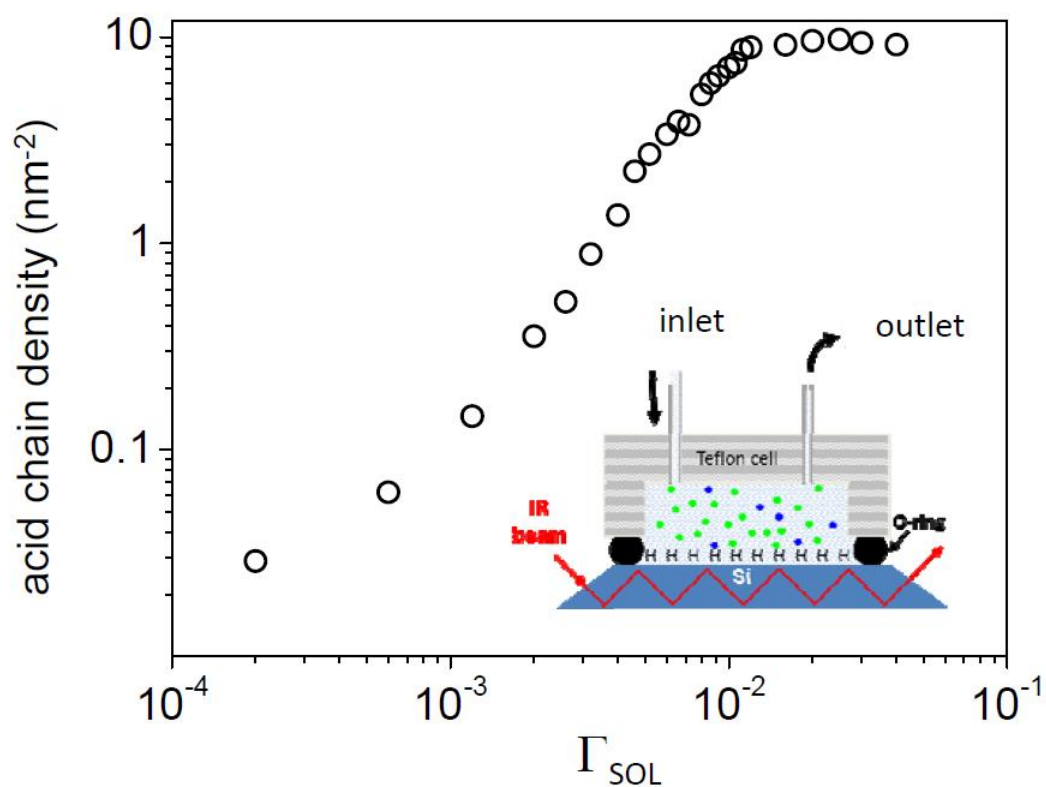 acid chain density (nm⁻²)
10
1
0.1
inlet
outlet
Teflon cell
IR
beam
O-ring
H H H H H H H H H H H H
Si
10⁻⁴
10⁻³
10⁻²
10⁻¹
Γ_SOL